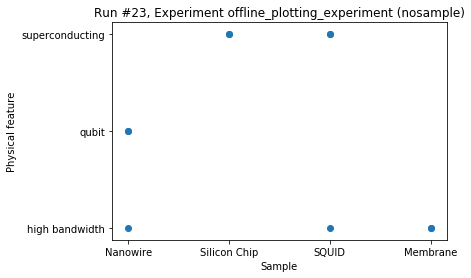 Run #23, Experiment offline_plotting_experiment (nosample)
superconducting
qubit
high bandwidth
Physical feature
Nanowire Silicon Chip SQUID Membrane
Sample